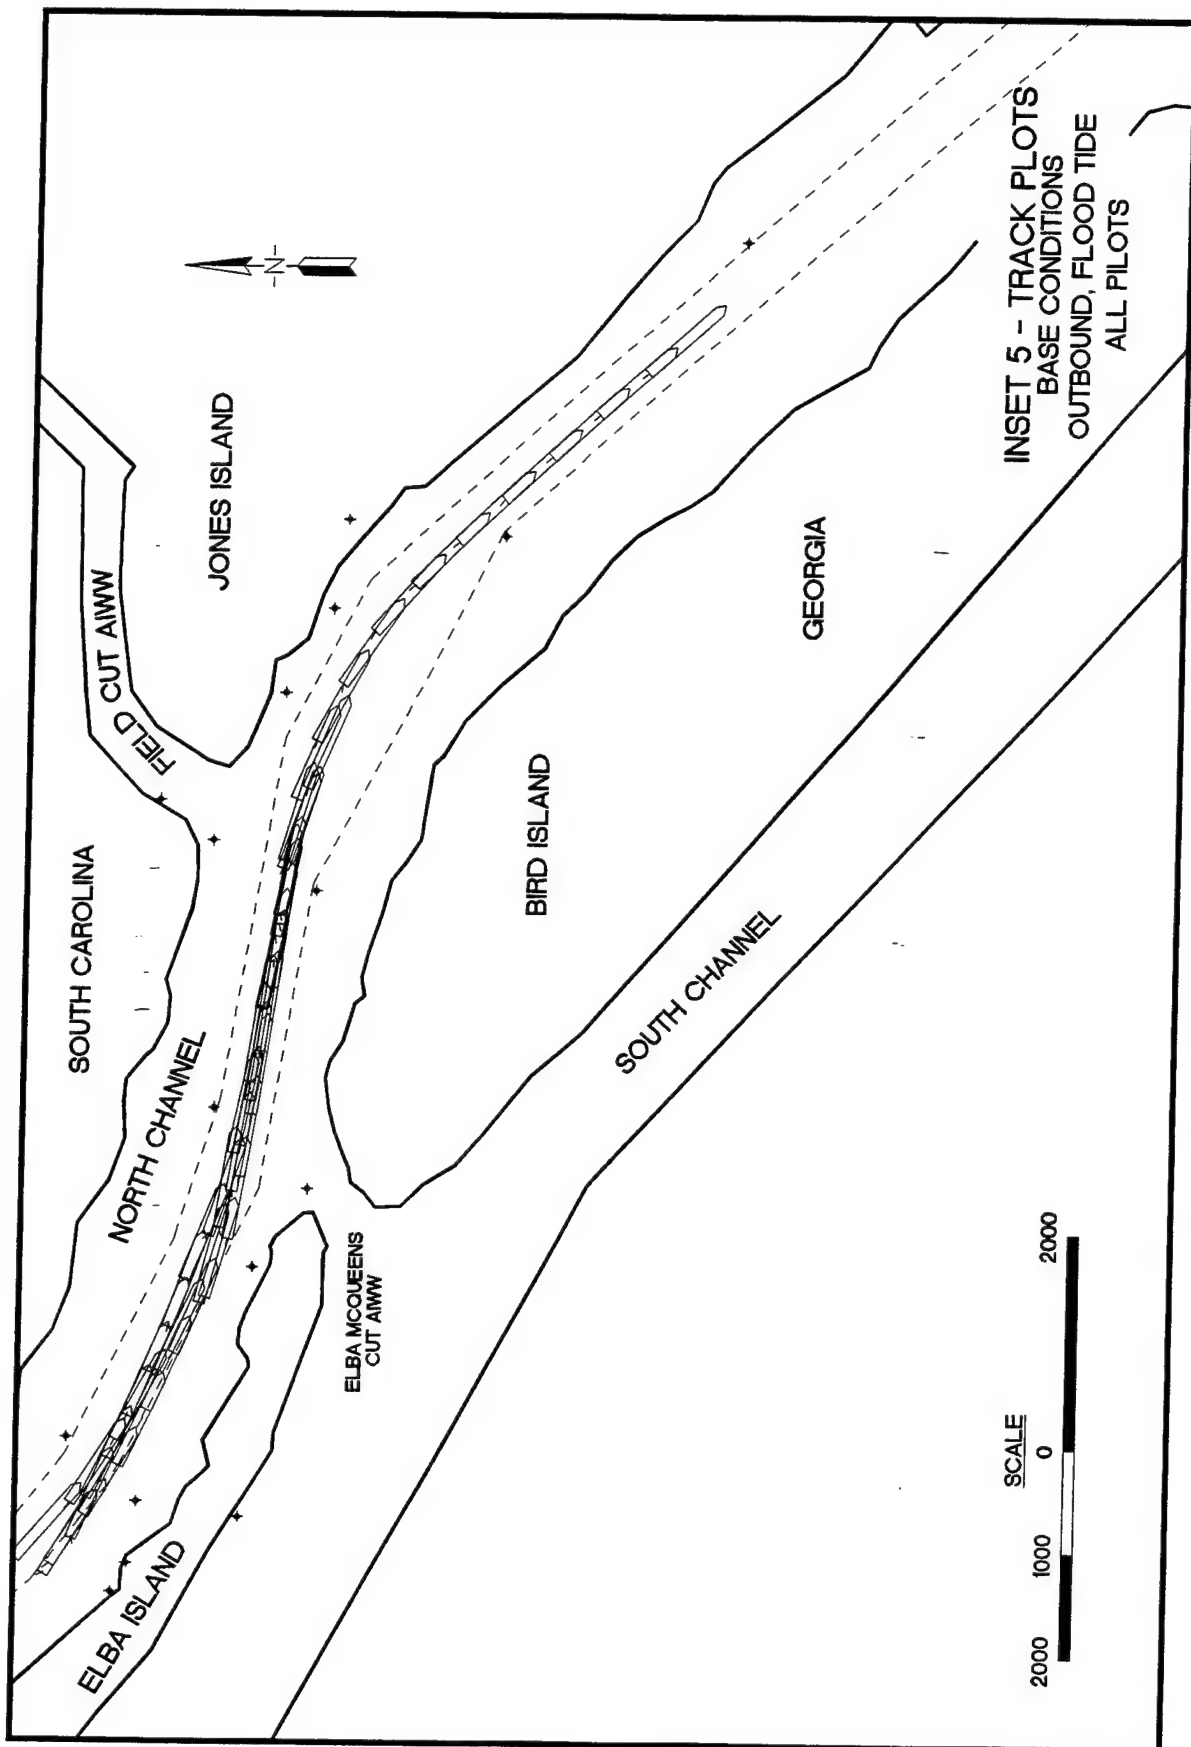 SOUTH CAROLINA
FIELD CUT AIWW
JONES ISLAND
-N-
NORTH CHANNEL
ELBA ISLAND
ELBA MCQUEENS
CUT AIWW
BIRD ISLAND
GEORGIA
SOUTH CHANNEL
INSET 5 - TRACK PLOTS
BASE CONDITIONS
OUTBOUND, FLOOD TIDE
ALL PILOTS
SCALE
2000 1000 0 2000